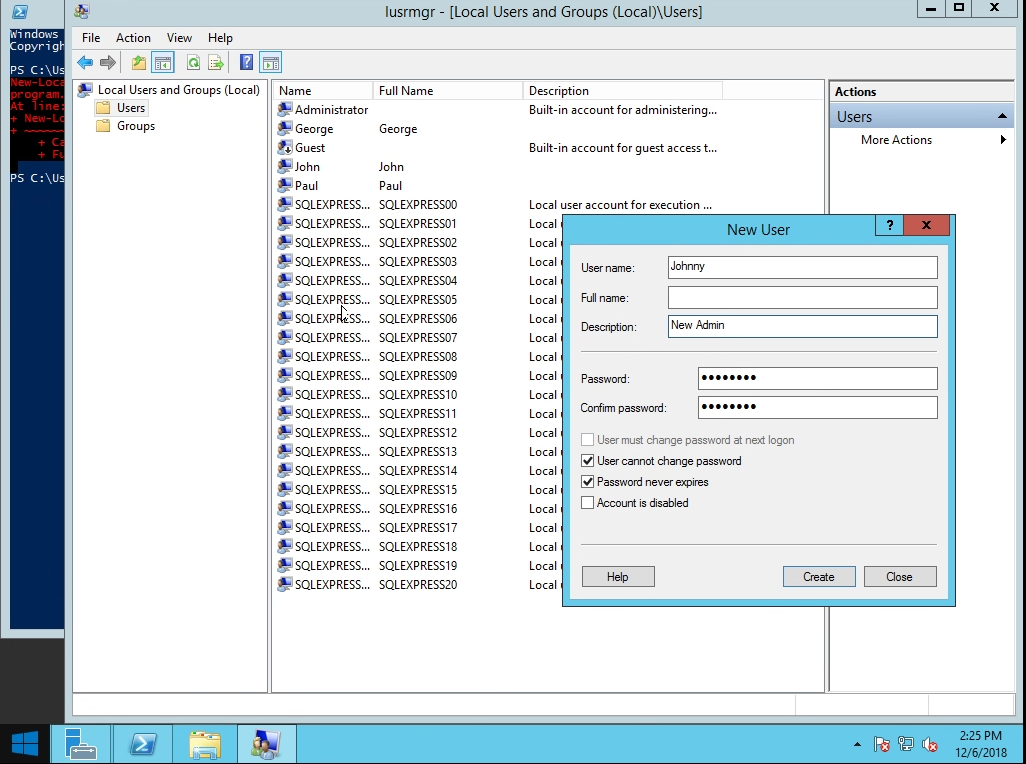 lusrmgr - [Local Users and Groups (Local)\Users]
File Action View Help
Windows
Copyrigh
PS C:\Us
New-Loca
program.
At line:
+ New-Lo
+ ~~~~~~
+ Ca
+ Fu
PS C:\Us
Local Users and Groups (Local)
Users
Groups
Name Full Name Description
Administrator Built-in account for administering...
George George
Guest Built-in account for guest access t...
John John
Paul Paul
SQLEXPRESS... SQLEXPRESS00 Local user account for execution ...
SQLEXPRESS... SQLEXPRESS01 Local
SQLEXPRESS... SQLEXPRESS02 Local
SQLEXPRESS... SQLEXPRESS03 Local
SQLEXPRESS... SQLEXPRESS04 Local
SQLEXPRESS... SQLEXPRESS05 Local
SQLEXPRESS... SQLEXPRESS06 Local
SQLEXPRESS... SQLEXPRESS07 Local
SQLEXPRESS... SQLEXPRESS08 Local
SQLEXPRESS... SQLEXPRESS09 Local
SQLEXPRESS... SQLEXPRESS10 Local
SQLEXPRESS... SQLEXPRESS11 Local
SQLEXPRESS... SQLEXPRESS12 Local
SQLEXPRESS... SQLEXPRESS13 Local
SQLEXPRESS... SQLEXPRESS14 Local
SQLEXPRESS... SQLEXPRESS15 Local
SQLEXPRESS... SQLEXPRESS16 Local
SQLEXPRESS... SQLEXPRESS17 Local
SQLEXPRESS... SQLEXPRESS18 Local
SQLEXPRESS... SQLEXPRESS19 Local
SQLEXPRESS... SQLEXPRESS20 Local
Actions
Users
More Actions
New User
User name: Johnny
Full name:
Description: New Admin
Password: ••••••••
Confirm password: ••••••••
User must change password at next logon
User cannot change password
Password never expires
Account is disabled
Help Create Close
2:25 PM
12/6/2018